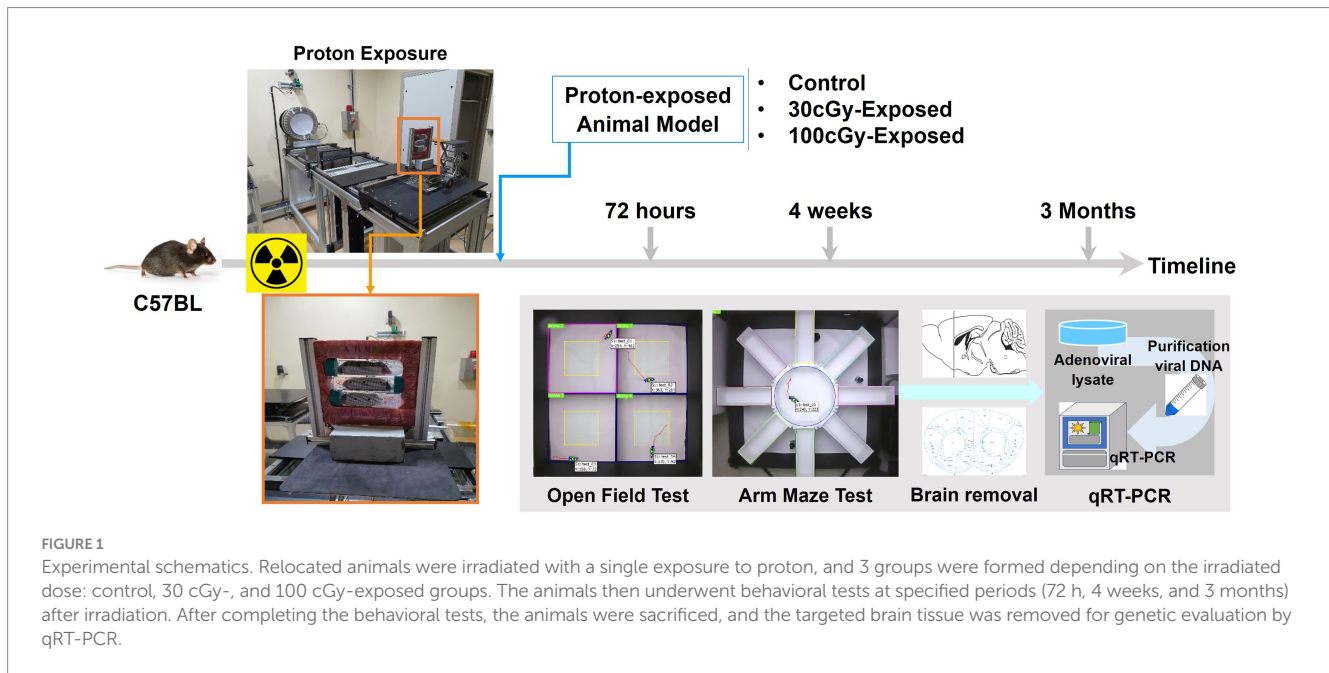 Proton Exposure
Proton-exposed
Animal Model
• Control
• 30cGy-Exposed
• 100cGy-Exposed
72 hours
4 weeks
3 Months
C57BL
Timeline
Adenoviral
lysate
Purification
viral DNA
qRT-PCR
Open Field Test
Arm Maze Test
Brain removal
qRT-PCR
FIGURE 1
Experimental schematics. Relocated animals were irradiated with a single exposure to proton, and 3 groups were formed depending on the irradiated
dose: control, 30 cGy-, and 100 cGy-exposed groups. The animals then underwent behavioral tests at specified periods (72 h, 4 weeks, and 3 months)
after irradiation. After completing the behavioral tests, the animals were sacrificed, and the targeted brain tissue was removed for genetic evaluation by
qRT-PCR.